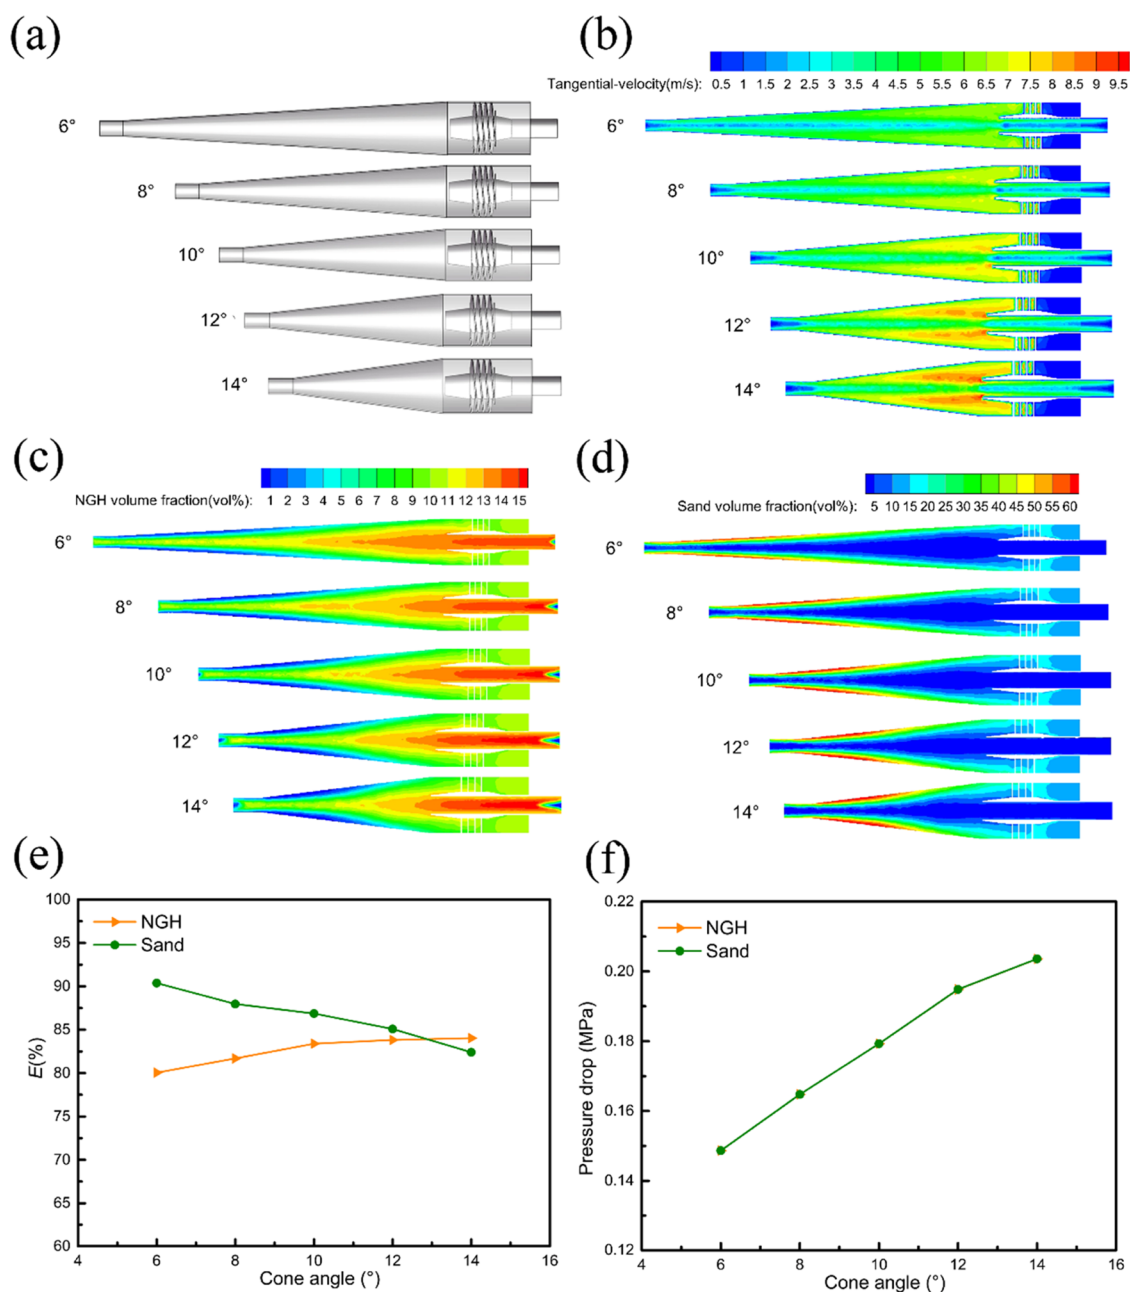 (a)
6°
8°
10°
12°
14°
(b)
Tangential-velocity(m/s): 0.5 1 1.5 2 2.5 3 3.5 4 4.5 5 5.5 6 6.5 7 7.5 8 8.5 9 9.5
6°
8°
10°
12°
14°
(c)
NGH volume fraction(vol%): 1 2 3 4 5 6 7 8 9 10 11 12 13 14 15
6°
8°
10°
12°
14°
(d)
Sand volume fraction(vol%): 5 10 15 20 25 30 35 40 45 50 55 60
6°
8°
10°
12°
14°
(e)
100
95
90
85
80
75
70
65
60
E(%)
NGH
Sand
4 6 8 10 12 14 16
Cone angle (°)
(f)
0.22
0.20
0.18
0.16
0.14
0.12
Pressure drop (MPa)
NGH
Sand
4 6 8 10 12 14 16
Cone angle (°)